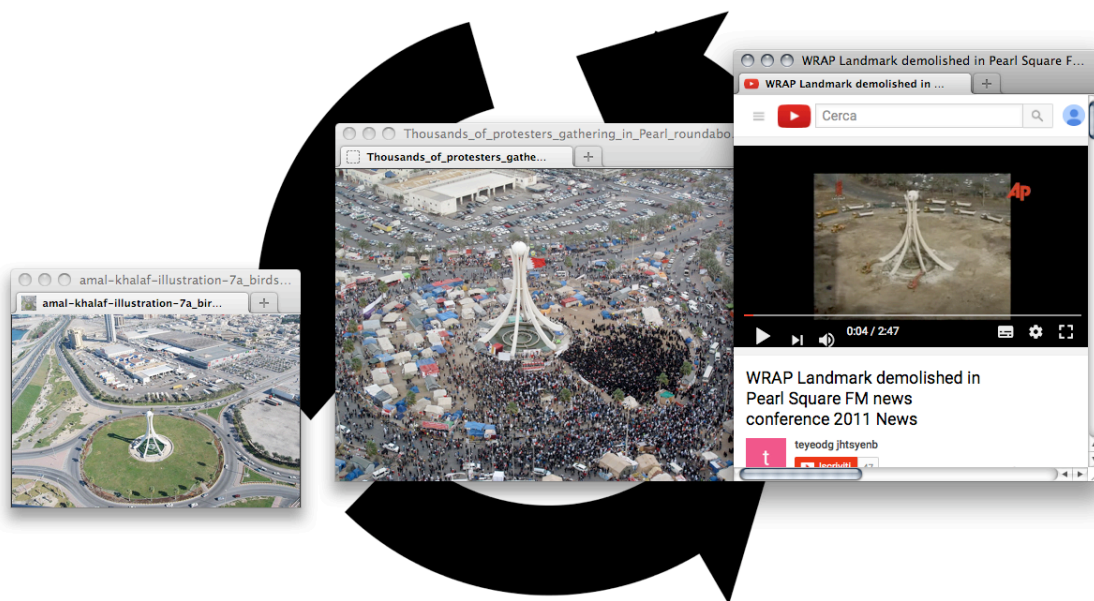 amal-khalaf-illustration-7a_birds...
amal-khalaf-illustration-7a_bir...
Thousands_of_protesters_gathering_in_Pearl_roundabo
Thousands_of_protesters_gathe...
WRAP Landmark demolished in Pearl Square F...
WRAP Landmark demolished in ...
Cerca
AP
0:04 / 2:47
WRAP Landmark demolished in
Pearl Square FM news
conference 2011 News
t
teyeodg jhtsyenb
Iscriviti